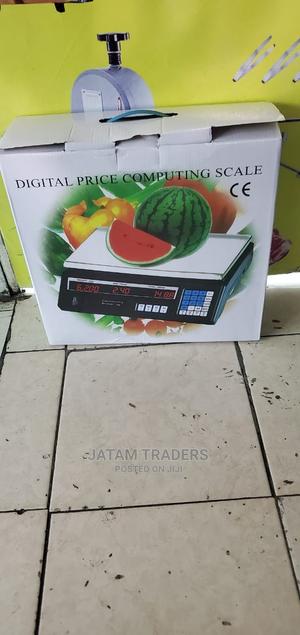 DIGITAL PRICE COMPUTING SCALE
CE
6.200 2.40 14.88
JATAM TRADERS
POSTED ON JIJI